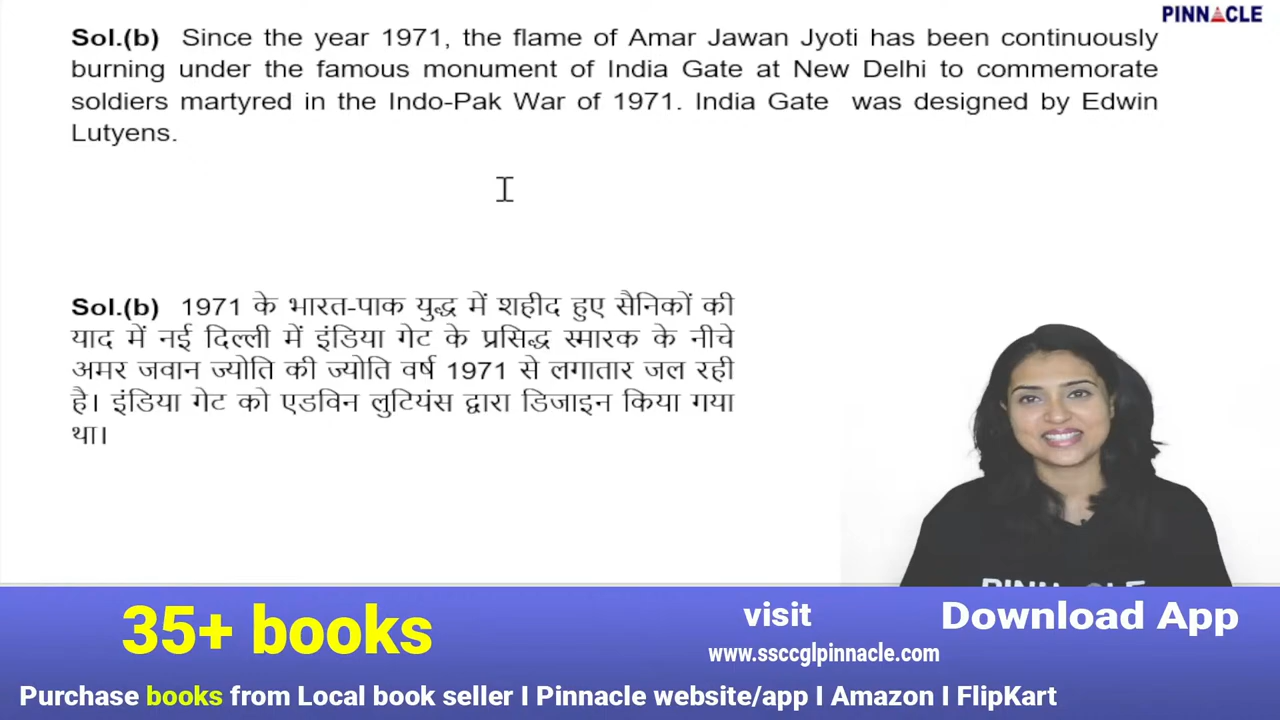 PINNACLE
Sol.(b) Since the year 1971, the flame of Amar Jawan Jyoti has been continuously
burning under the famous monument of India Gate at New Delhi to commemorate
soldiers martyred in the Indo-Pak War of 1971. India Gate was designed by Edwin
Lutyens.
Sol.(b) 1971 के भारत-पाक युद्ध में शहीद हुए सैनिकों की
याद में नई दिल्ली में इंडिया गेट के प्रसिद्ध स्मारक के नीचे
अमर जवान ज्योति की ज्योति वर्ष 1971 से लगातार जल रही
है। इंडिया गेट को एडविन लुटियंस द्वारा डिजाइन किया गया
था।
PINNACLE
35+ books
visit
www.ssccglpinnacle.com
Download App
Purchase books from Local book seller I Pinnacle website/app I Amazon I FlipKart